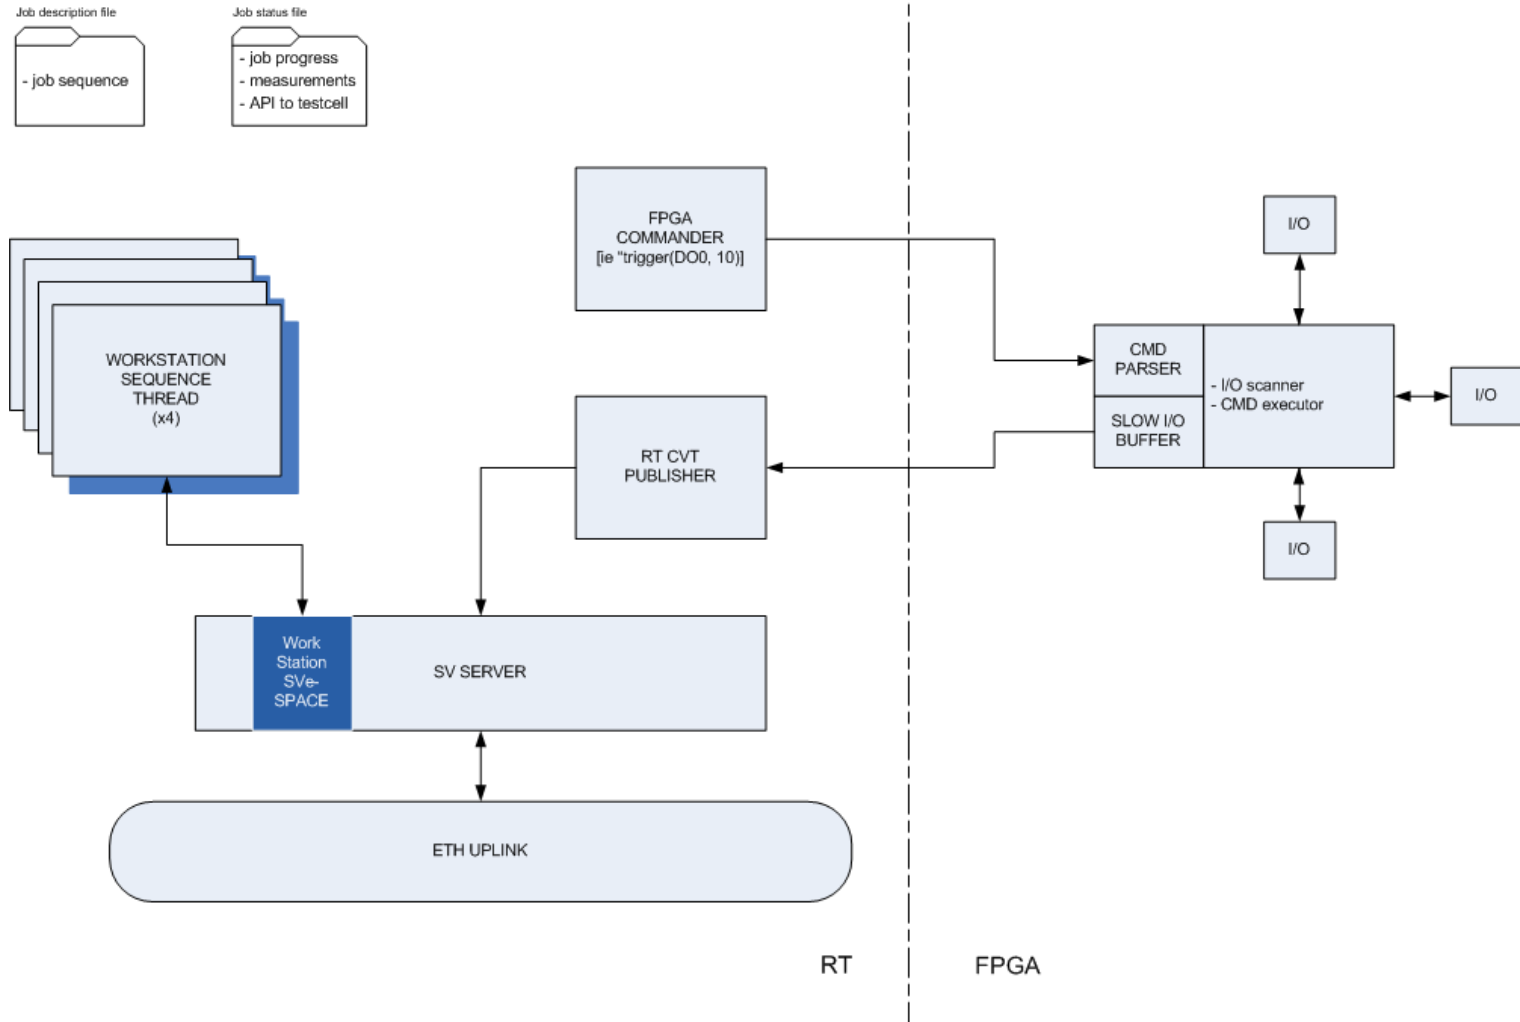 Job description file
Job status file
- job sequence
- job progress
- measurements
- API to testcell
FPGA
COMMANDER
[ie "trigger(DO0, 10)]
I/O
WORKSTATION
SEQUENCE
THREAD
(x4)
CMD
PARSER
- I/O scanner
- CMD executor
I/O
SLOW I/O
BUFFER
RT CVT
PUBLISHER
I/O
Work
Station
SVe-
SPACE
SV SERVER
ETH UPLINK
RT
FPGA